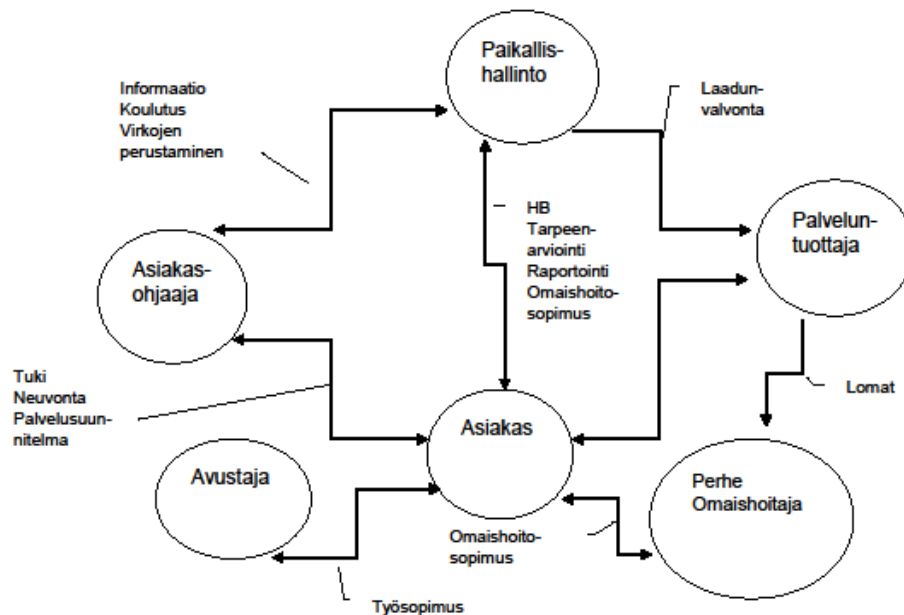 Paikallis-
hallinto
Informaatio
Koulutus
Virkojen
perustaminen
Laadun-
valvonta
HB
Tarpeen-
arviointi
Raportointi
Omaishoito-
sopimus
Palvelun-
tuottaja
Asiakas-
ohjaaja
Tuki
Neuvonta
Palvelusuun-
nitelma
Lomat
Asiakas
Avustaja
Perhe
Omaishoitaja
Omaishoito-
sopimus
Työsopimus